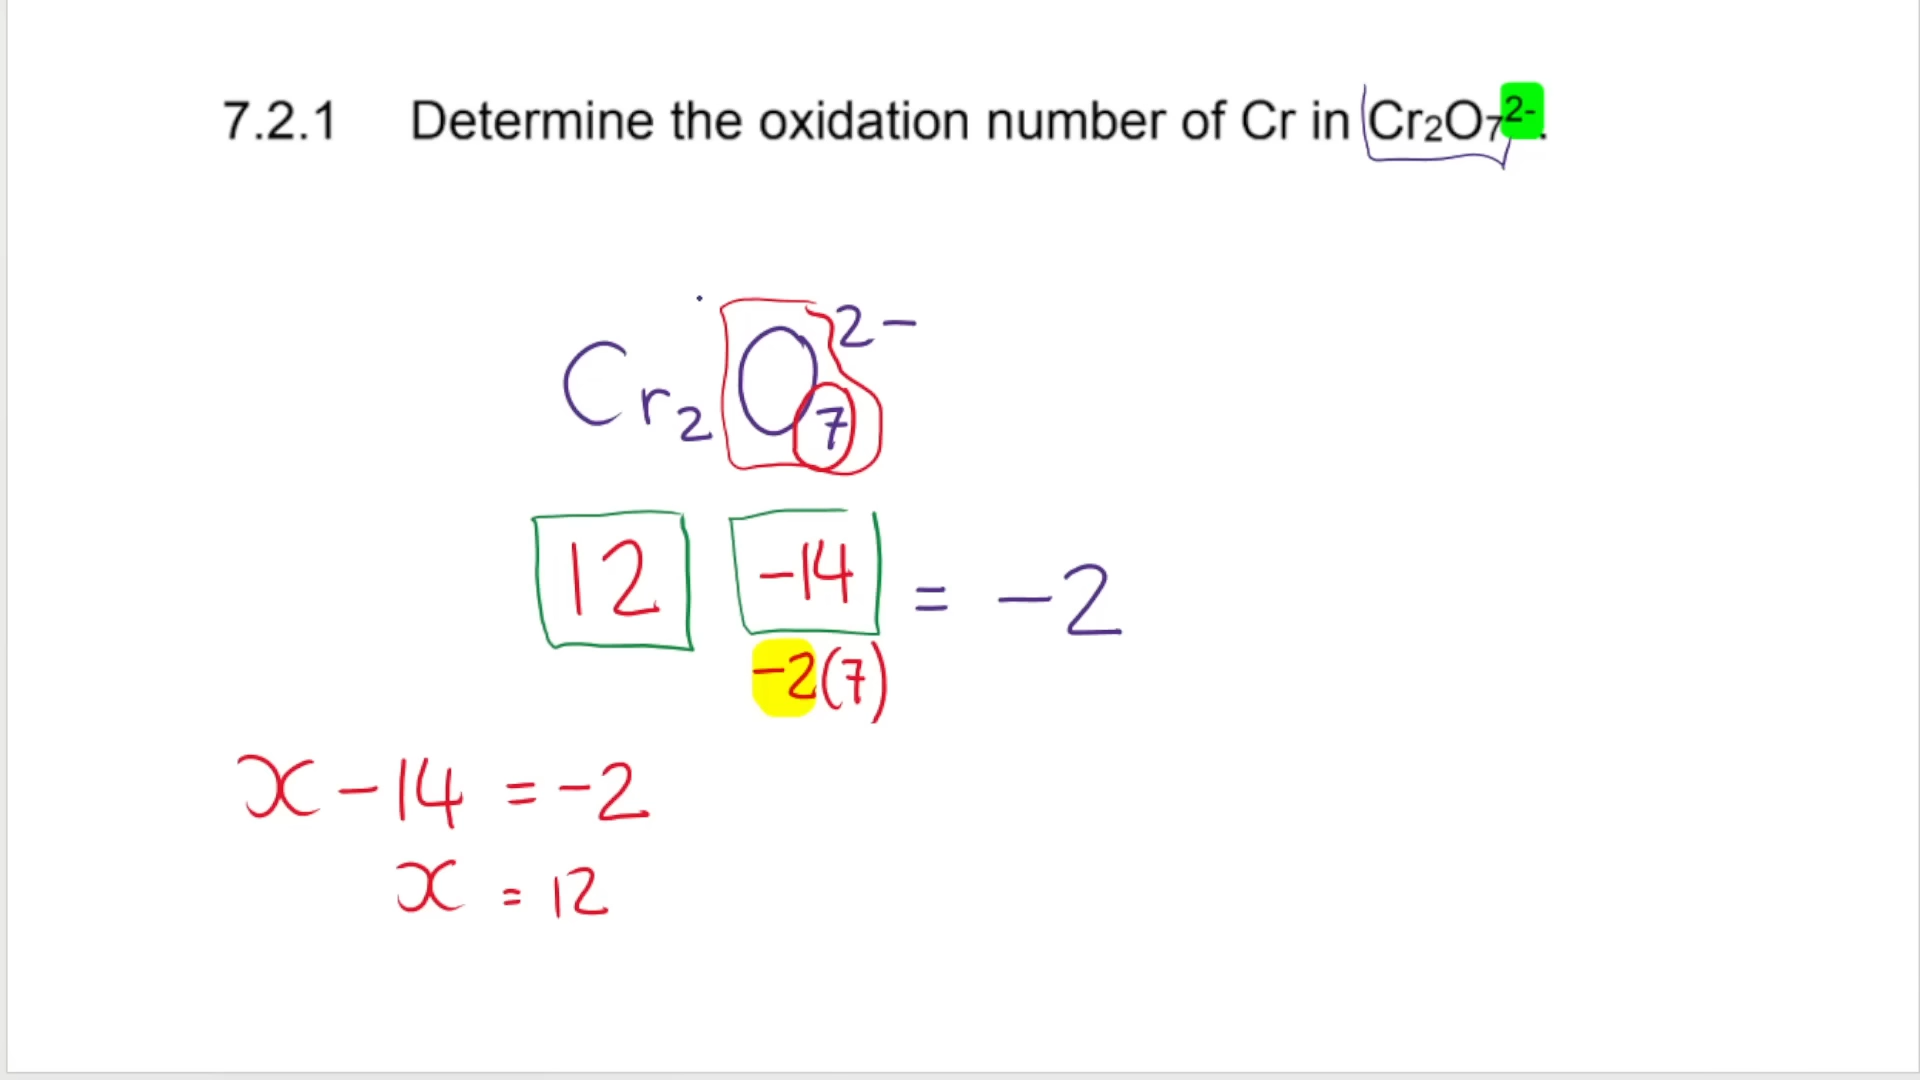 7.2.1 Determine the oxidation number of Cr in Cr₂O₇²⁻.
Cr₂O₇²⁻
12 -14 = -2
-2(7)
x - 14 = -2
x = 12